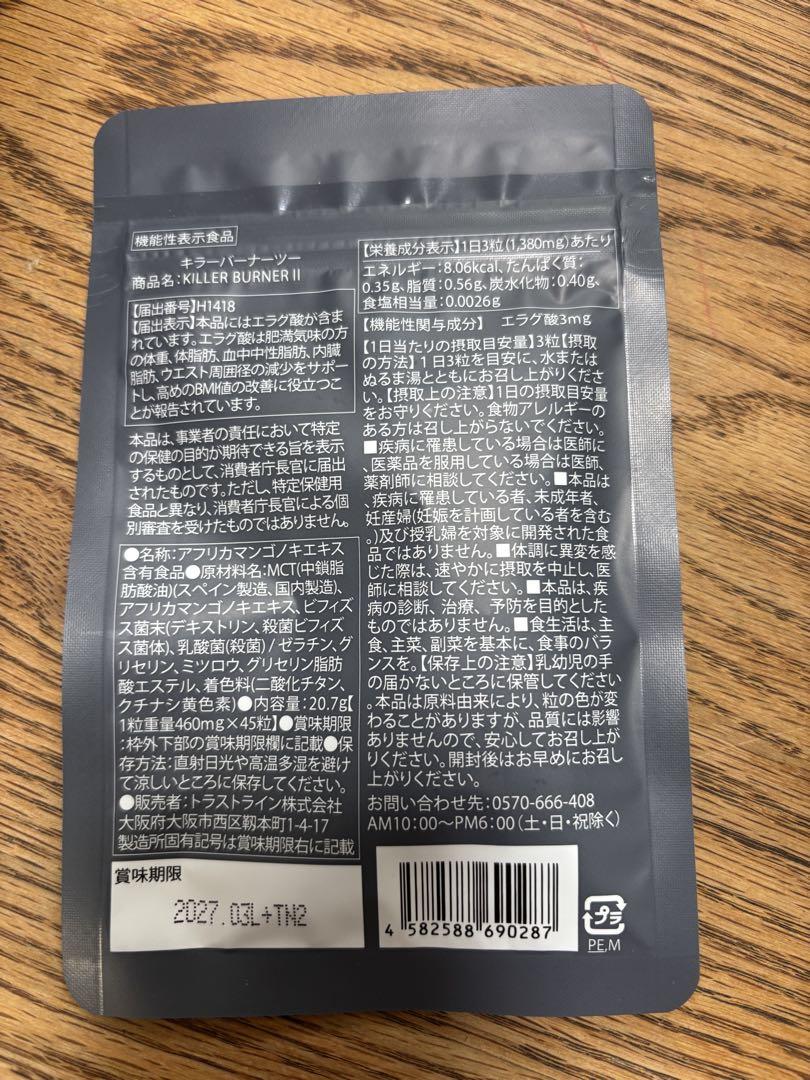 機能性表示食品
キラーバーナーツー
商品名:KILLER BURNER II
【届出番号】H1418
【届出表示】本品にはエラグ酸が含ま
れています。エラグ酸は肥満気味の方
の体重、体脂肪、血中中性脂肪、内臓
脂肪、ウエスト周囲径の減少をサポー
トし、高めのBMI値の改善に役立つこ
とが報告されています。
本品は、事業者の責任において特定
の保健の目的が期待できる旨を表示
するものとして、消費者庁長官に届出
されたものです。ただし、特定保健用
食品と異なり、消費者庁長官による個
別審査を受けたものではありません。
●名称:アフリカマンゴノキエキス
含有食品●原材料名:MCT(中鎖脂
肪酸油)(スペイン製造、国内製造)、
アフリカマンゴノキエキス、ビフィズ
ス菌末(デキストリン、殺菌ビフィズ
ス菌体)、乳酸菌(殺菌) / ゼラチン、グ
リセリン、ミツロウ、グリセリン脂肪
酸エステル、着色料(二酸化チタン、
クチナシ黄色素)●内容量:20.7g【
1粒重量460mg×45粒】●賞味期限
:枠外下部の賞味期限欄に記載●保
存方法:直射日光や高温多湿を避け
て涼しいところに保存してください。
●販売者:トラストライン株式会社
大阪府大阪市西区靱本町1-4-17
製造所固有記号は賞味期限右に記載
賞味期限
2027.03L+TN2
【栄養成分表示】1日3粒(1,380mg)あたり
エネルギー:8.06kcal、たんぱく質:
0.35g、脂質:0.56g、炭水化物:0.40g、
食塩相当量:0.0026g
【機能性関与成分】 エラグ酸3mg
【1日当たりの摂取目安量】3粒【摂取
の方法】1日3粒を目安に、水または
ぬるま湯とともにお召し上がりくださ
い。【摂取上の注意】1日の摂取目安量
をお守りください。食物アレルギーの
ある方は召し上がらないでください。
■疾病に罹患している場合は医師に
、医薬品を服用している場合は医師、
薬剤師に相談してください。■本品は
、疾病に罹患している者、未成年者、
妊産婦(妊娠を計画している者を含む
。)及び授乳婦を対象に開発された食
品ではありません。■体調に異変を感
じた際は、速やかに摂取を中止し、医
師に相談してください。■本品は、疾
病の診断、治療、予防を目的とした
ものではありません。■食生活は、主
食、主菜、副菜を基本に、食事のバラ
ンスを。【保存上の注意】乳幼児の手
の届かないところに保管してください
。本品は原料由来により、粒の色が変
わることがありますが、品質には影響
ありませんので、安心してお召し上
がりください。開封後はお早めにお召し
上がりください。
お問い合わせ先:0570-666-408
AM10:00～PM6:00(土・日・祝除く)
4 582588 690287
プラ
PE,M